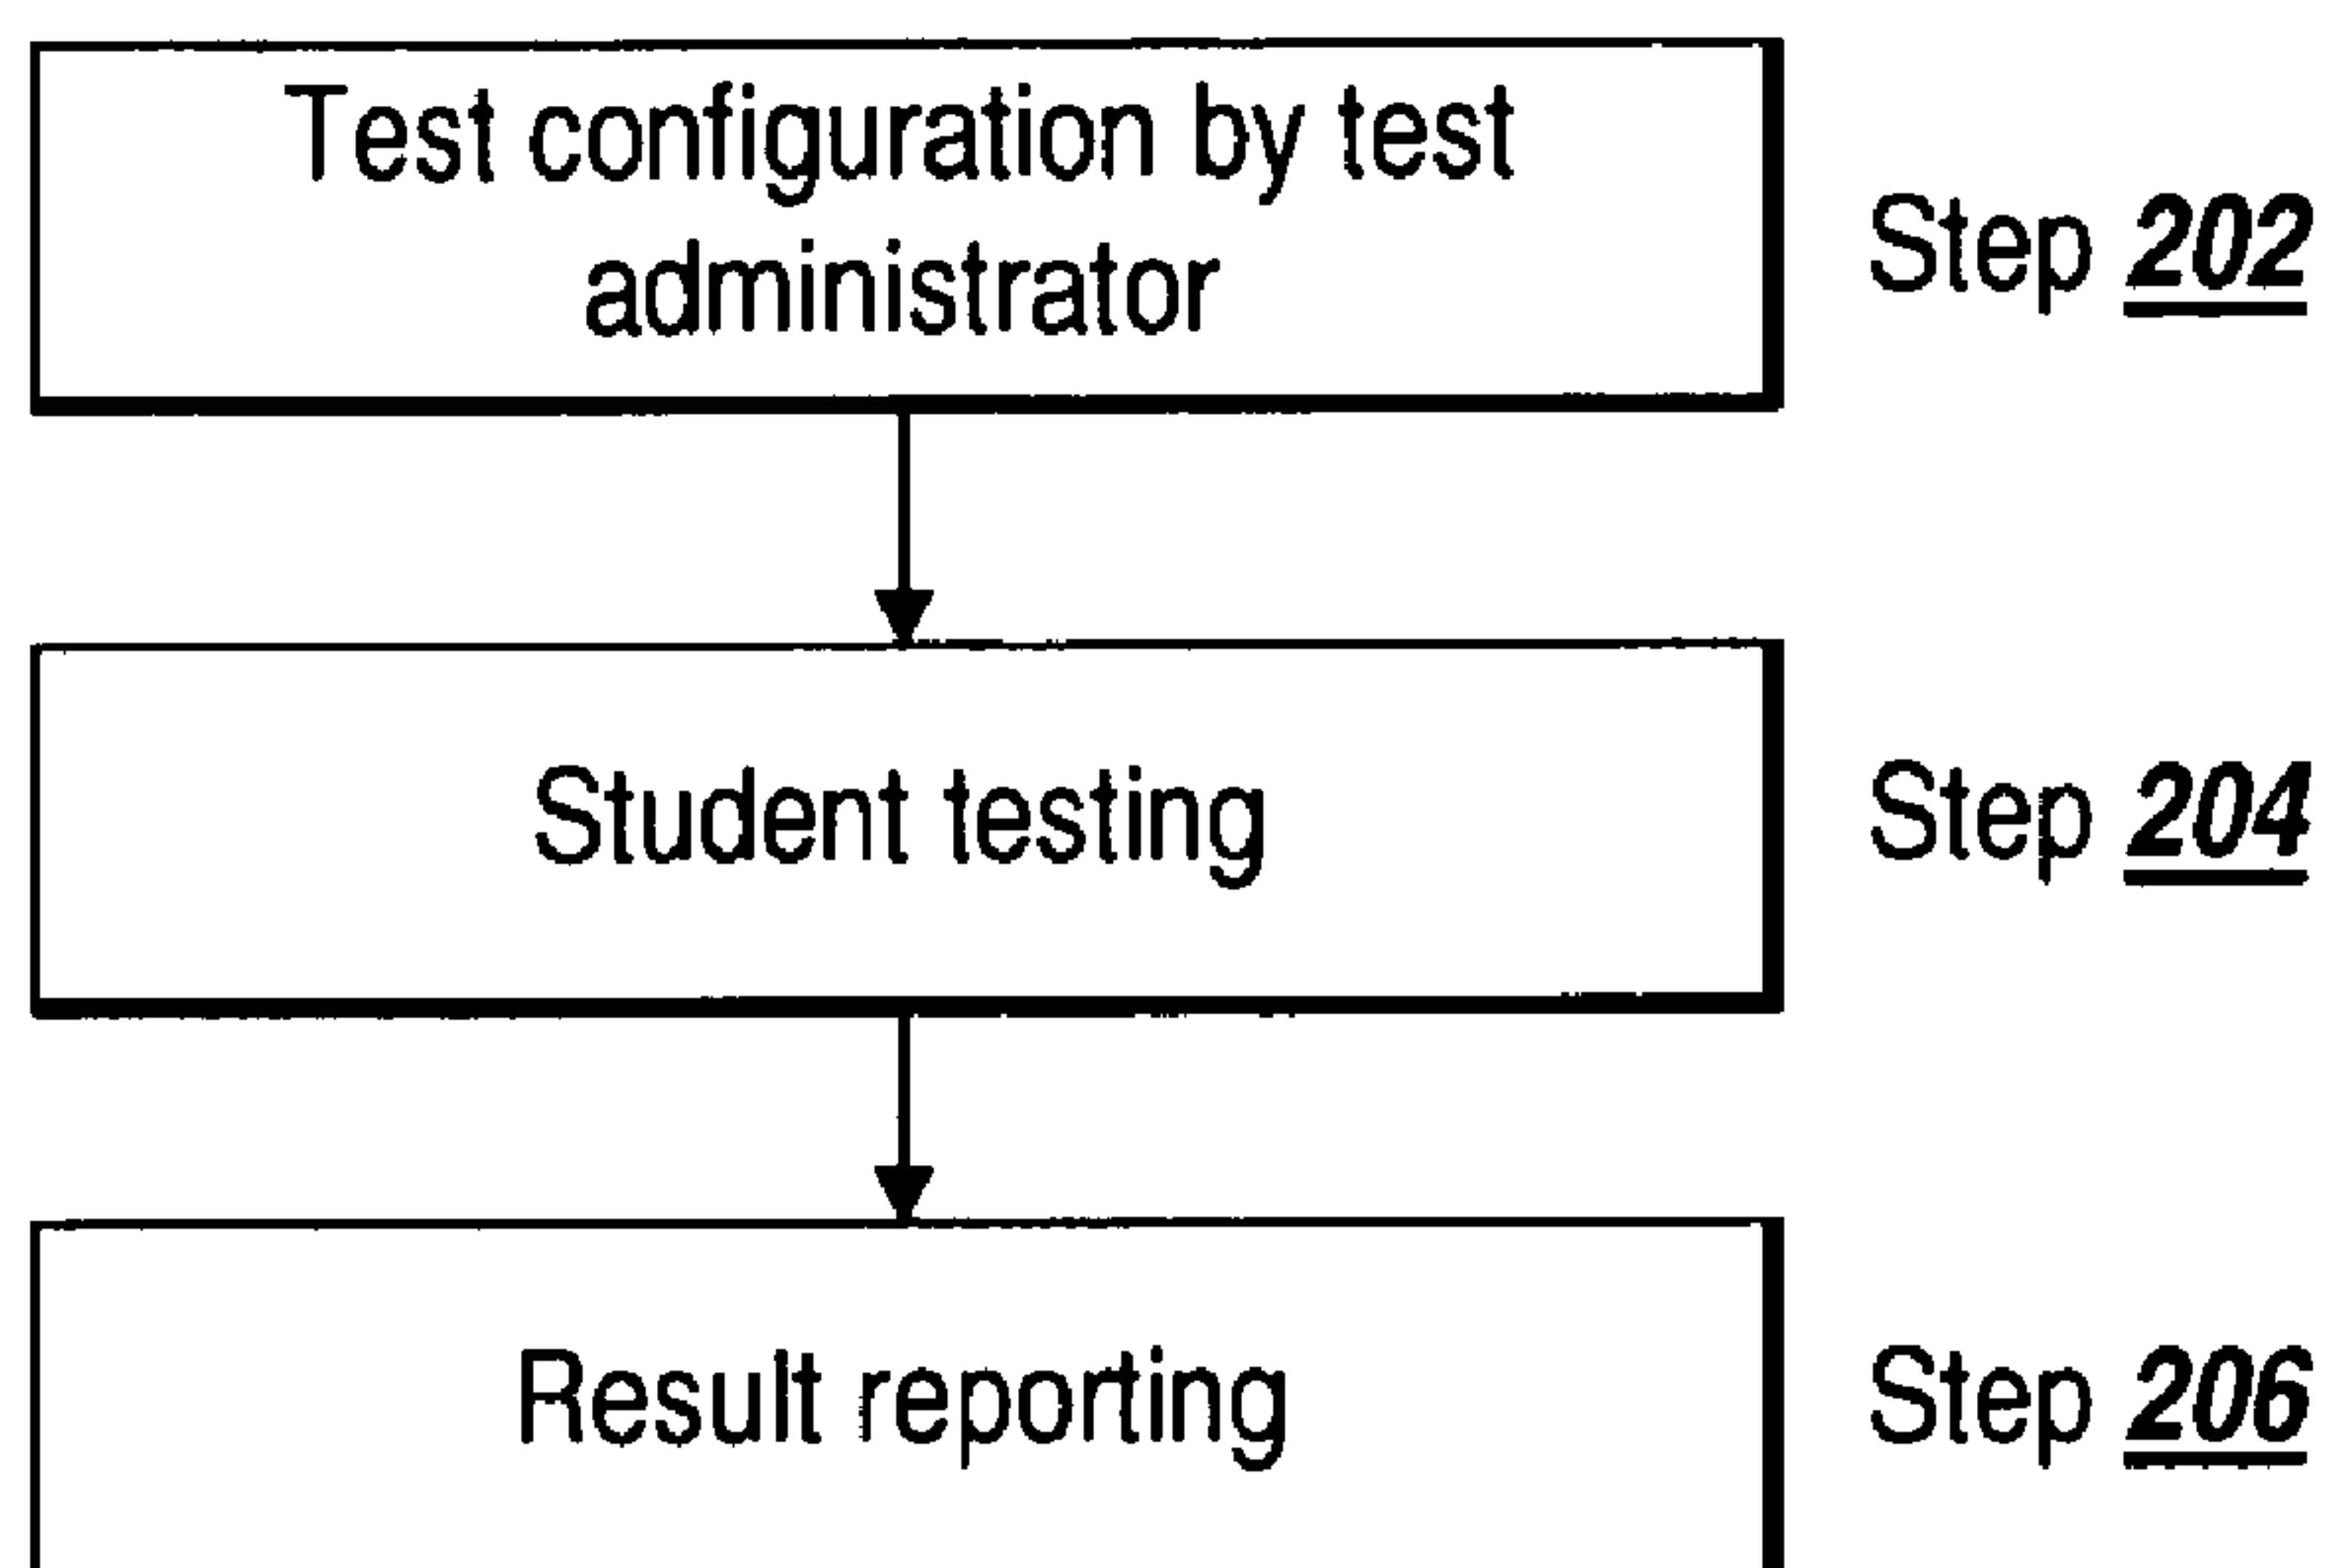 Test configuration by test
administrator
Step 202
Student testing
Step 204
Result reporting
Step 206